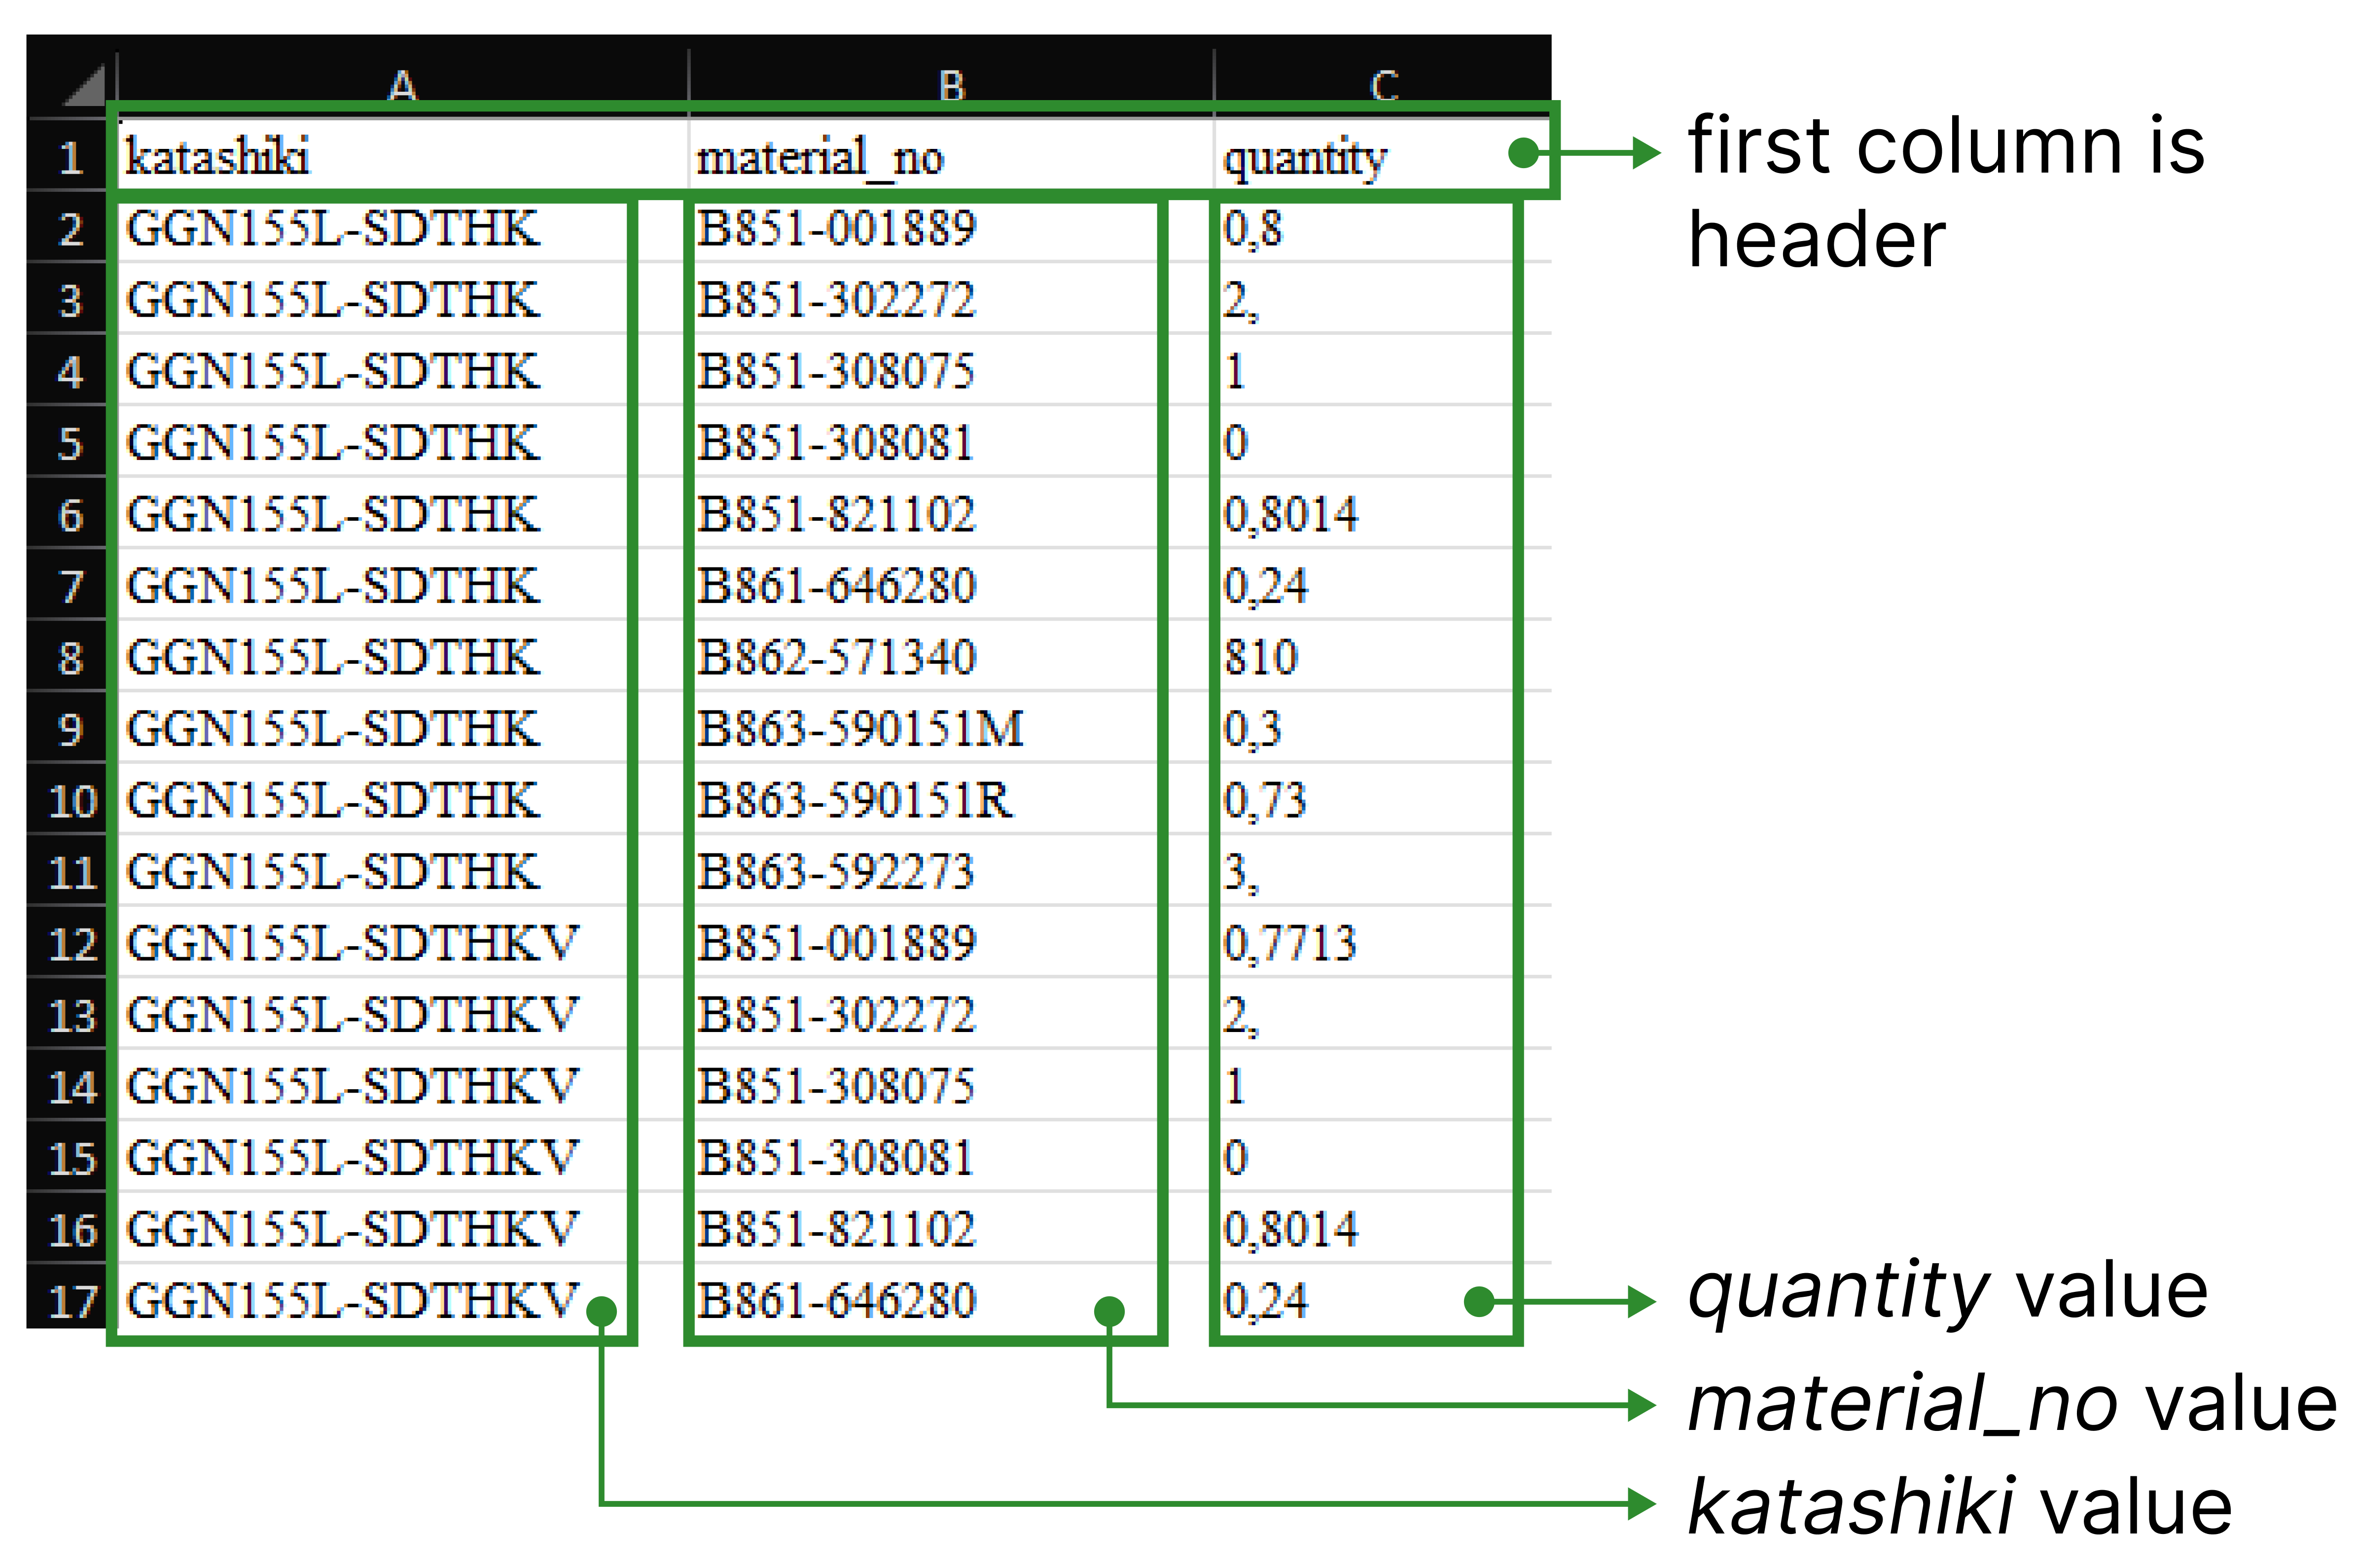 A B C
1 katashiki material_no quantity
2 GGN155L-SDTHK B851-001889 0,8
3 GGN155L-SDTHK B851-302272 2,
4 GGN155L-SDTHK B851-308075 1
5 GGN155L-SDTHK B851-308081 0
6 GGN155L-SDTHK B851-821102 0,8014
7 GGN155L-SDTHK B861-646280 0,24
8 GGN155L-SDTHK B862-571340 810
9 GGN155L-SDTHK B863-590151M 0,3
10 GGN155L-SDTHK B863-590151R 0,73
11 GGN155L-SDTHK B863-592273 3,
12 GGN155L-SDTHKV B851-001889 0,7713
13 GGN155L-SDTHKV B851-302272 2,
14 GGN155L-SDTHKV B851-308075 1
15 GGN155L-SDTHKV B851-308081 0
16 GGN155L-SDTHKV B851-821102 0,8014
17 GGN155L-SDTHKV B861-646280 0,24
first column is
header
quantity value
material_no value
katashiki value